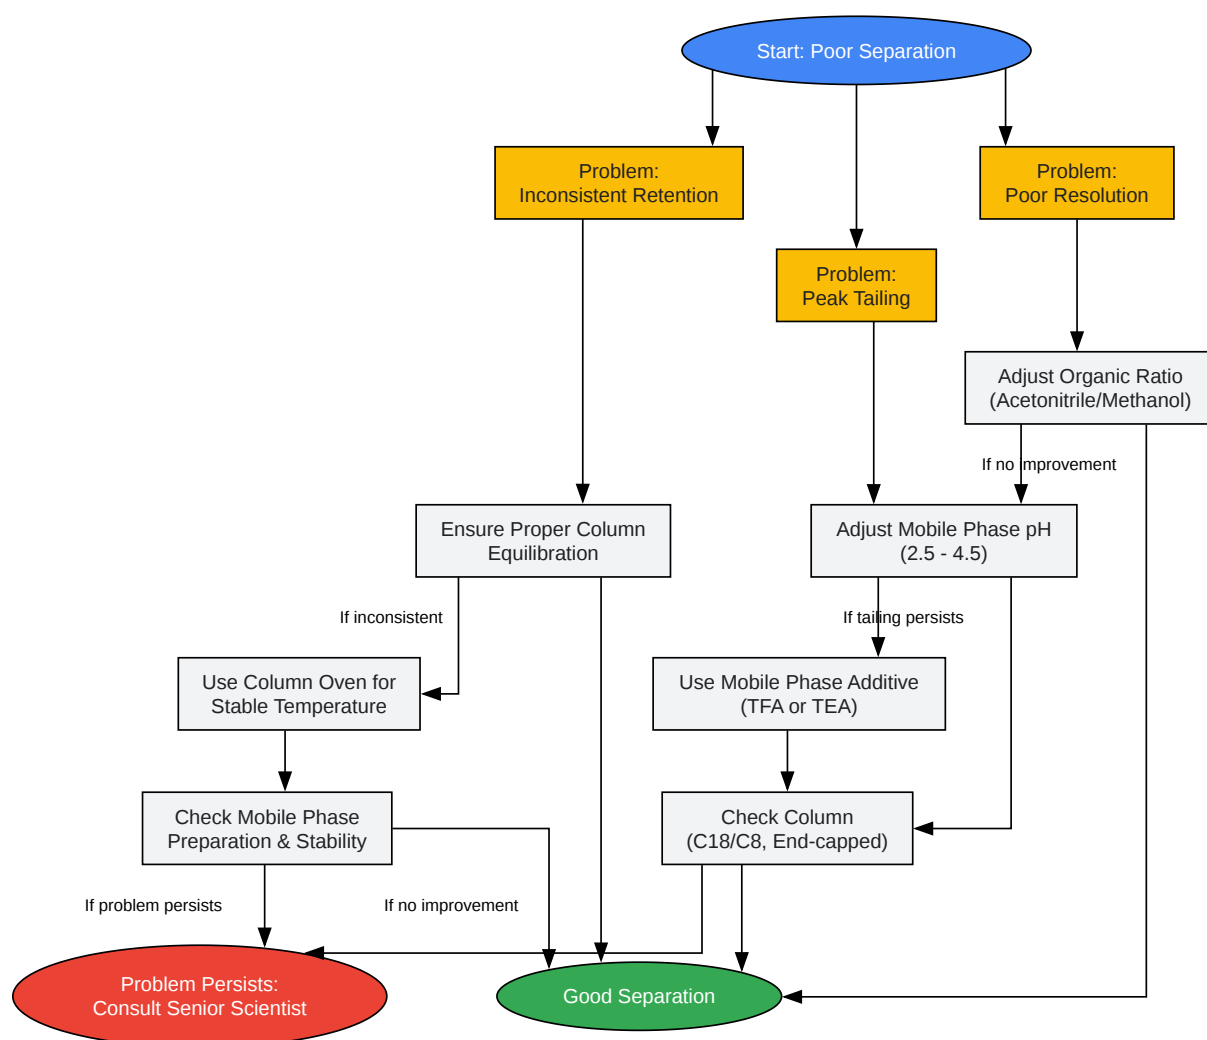 Start: Poor Separation
Problem:
Inconsistent Retention
Problem:
Poor Resolution
Problem:
Peak Tailing
Adjust Organic Ratio
(Acetonitrile/Methanol)
If no improvement
Ensure Proper Column
Equilibration
Adjust Mobile Phase pH
(2.5 - 4.5)
If inconsistent
If tailing persists
Use Column Oven for
Stable Temperature
Use Mobile Phase Additive
(TFA or TEA)
Check Mobile Phase
Preparation & Stability
Check Column
(C18/C8, End-capped)
If problem persists
If no improvement
Problem Persists:
Consult Senior Scientist
Good Separation